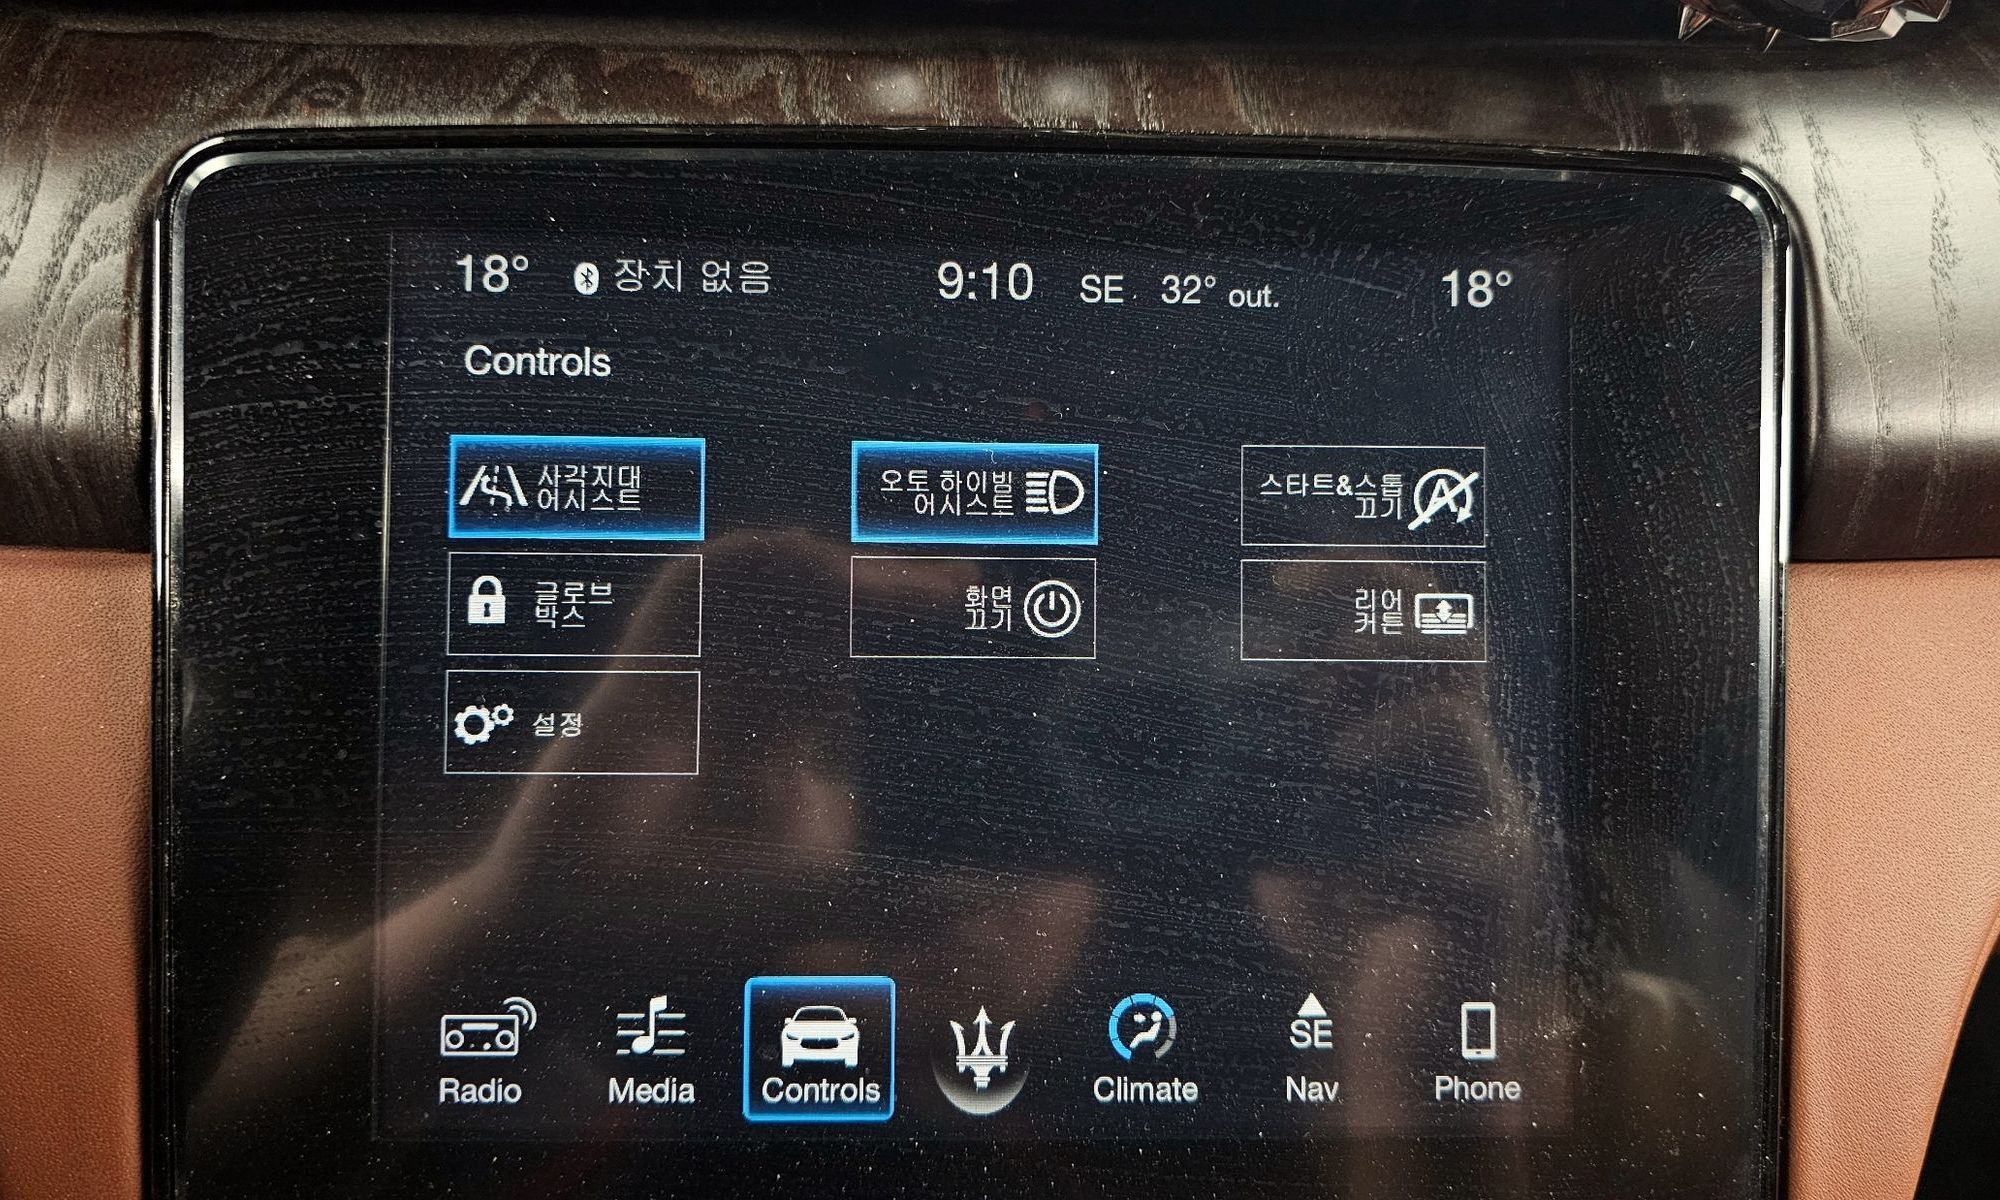 18° 장치 없음 9:10 SE 32° out. 18°
Controls
사각지대
어시스트
오토 하이빔
어시스트
스타트&스톱
끄기
글로브
박스
화면
끄기
리어
커튼
설정
SE
Radio Media Controls Climate Nav Phone